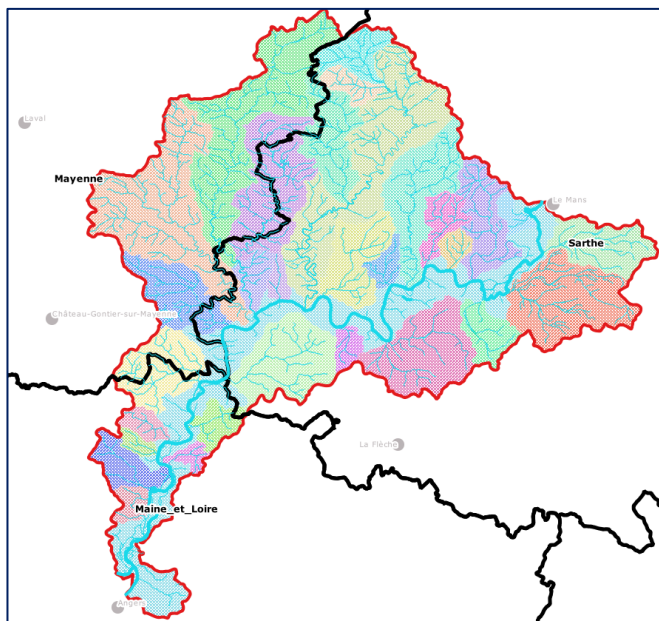 Laval
Mayenne
Le Mans
Sarthe
Château-Gontier-sur-Mayenne
La Flèche
Maine_et_Loire
Angers